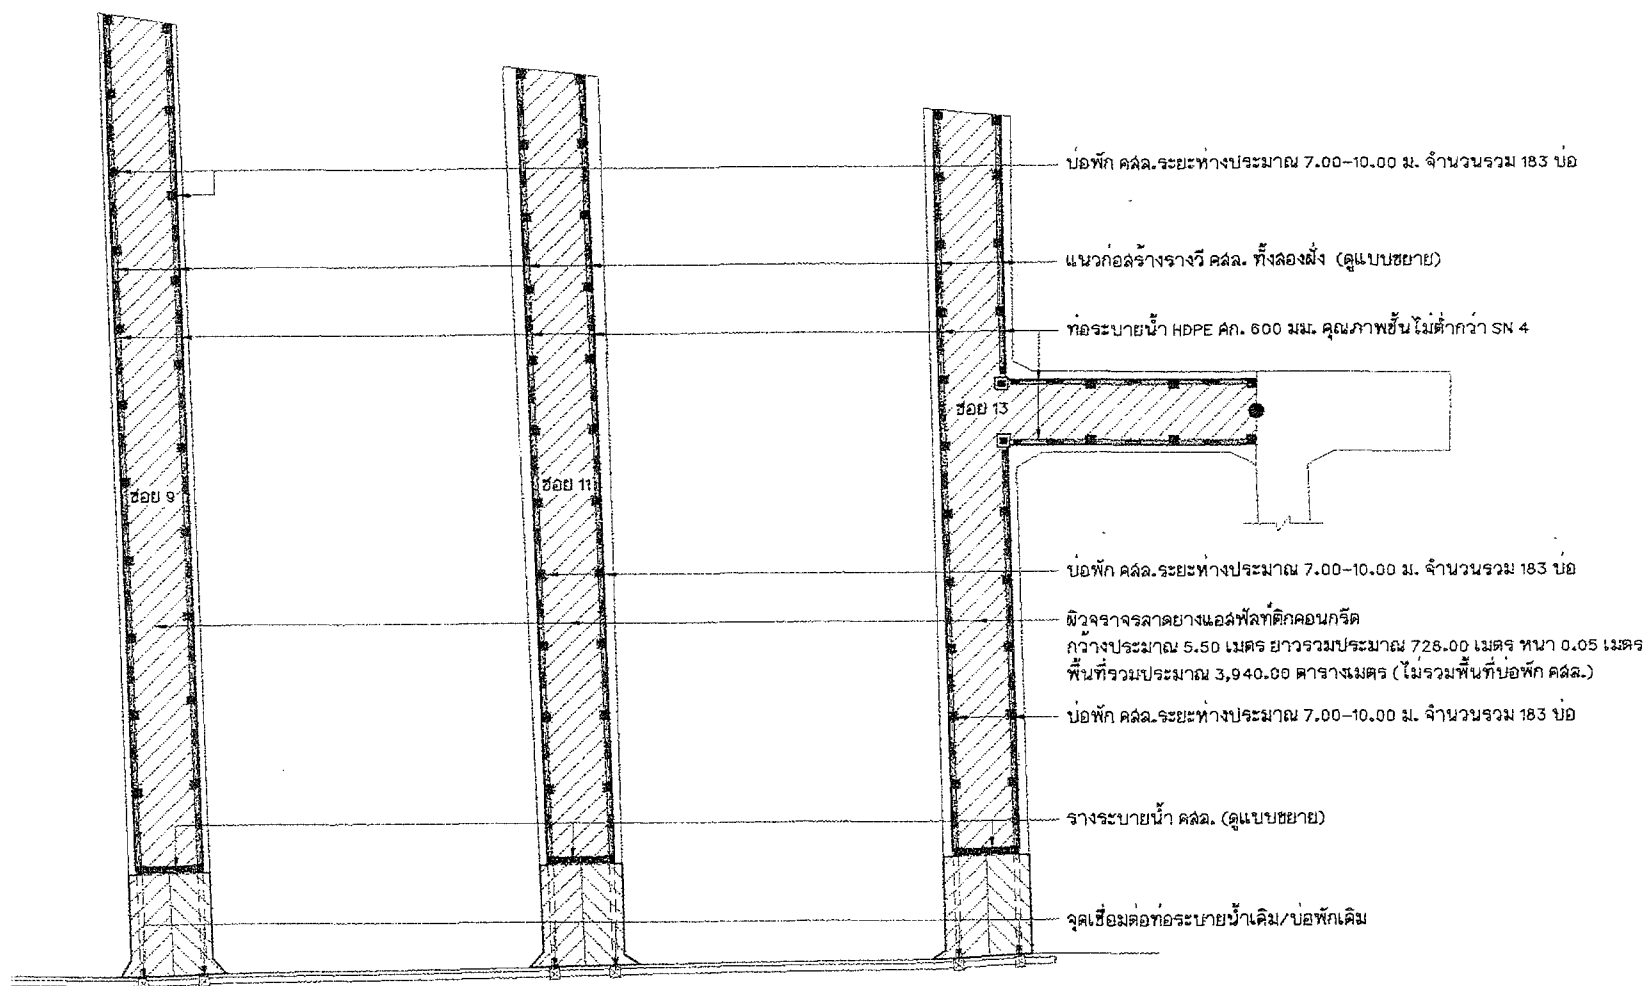 บ่อพัก คสล.ระยะห่างประมาณ 7.00-10.00 ม. จำนวนรวม 183 บ่อ
แนวก่อสร้างรางวี คสล. ทั้งสองฝั่ง (ดูแบบขยาย)
ท่อระบายน้ำ HDPE ศก. 600 มม. คุณภาพชั้นไม่ต่ำกว่า SN 4
ซอย 13
ซอย 9
ซอย 11
บ่อพัก คสล.ระยะห่างประมาณ 7.00-10.00 ม. จำนวนรวม 183 บ่อ
ผิวจราจรลาดยางแอสฟัลท์ติกคอนกรีต
กว้างประมาณ 5.50 เมตร ยาวรวมประมาณ 728.00 เมตร หนา 0.05 เมตร
พื้นที่รวมประมาณ 3,940.00 ตารางเมตร (ไม่รวมพื้นที่บ่อพัก คสล.)
บ่อพัก คสล.ระยะห่างประมาณ 7.00-10.00 ม. จำนวนรวม 183 บ่อ
รางระบายน้ำ คสล. (ดูแบบขยาย)
จุดเชื่อมต่อท่อระบายน้ำเดิม/บ่อพักเดิม